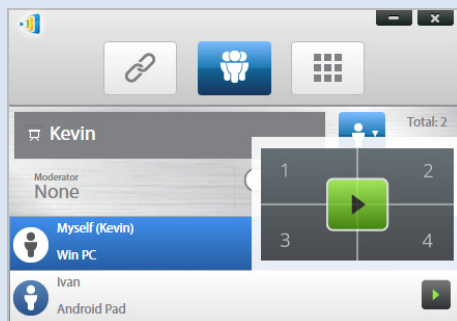 Kevin
Total: 2
Moderator
None
1 2
3 4
Myself (Kevin)
Win PC
Ivan
Android Pad